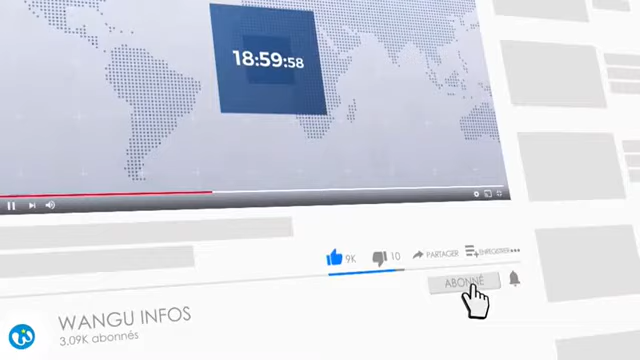 18:59:58
9K
10
PARTAGER
ENREGISTRER
ABONNÉ
WANGU INFOS
3.09K abonnés